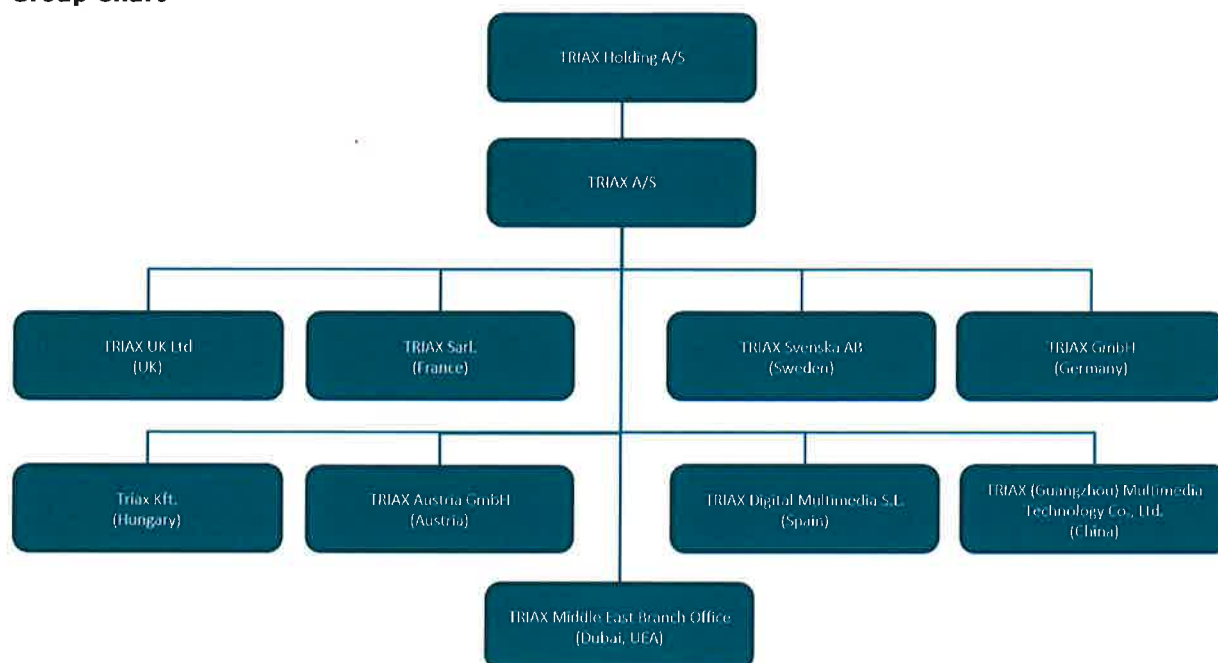 Group Chart
TRIAX Holding A/S
TRIAX A/S
TRIAX UK Ltd
(UK)
TRIAX Sarl.
(France)
TRIAX Svenska AB
(Sweden)
TRIAX GmbH
(Germany)
Triax Kft.
(Hungary)
TRIAX Austria GmbH
(Austria)
TRIAX Digital Multimedia S.L.
(Spain)
TRIAX (Guangzhou) Multimedia
Technology Co., Ltd.
(China)
TRIAX Middle East Branch Office
(Dubai, UEA)